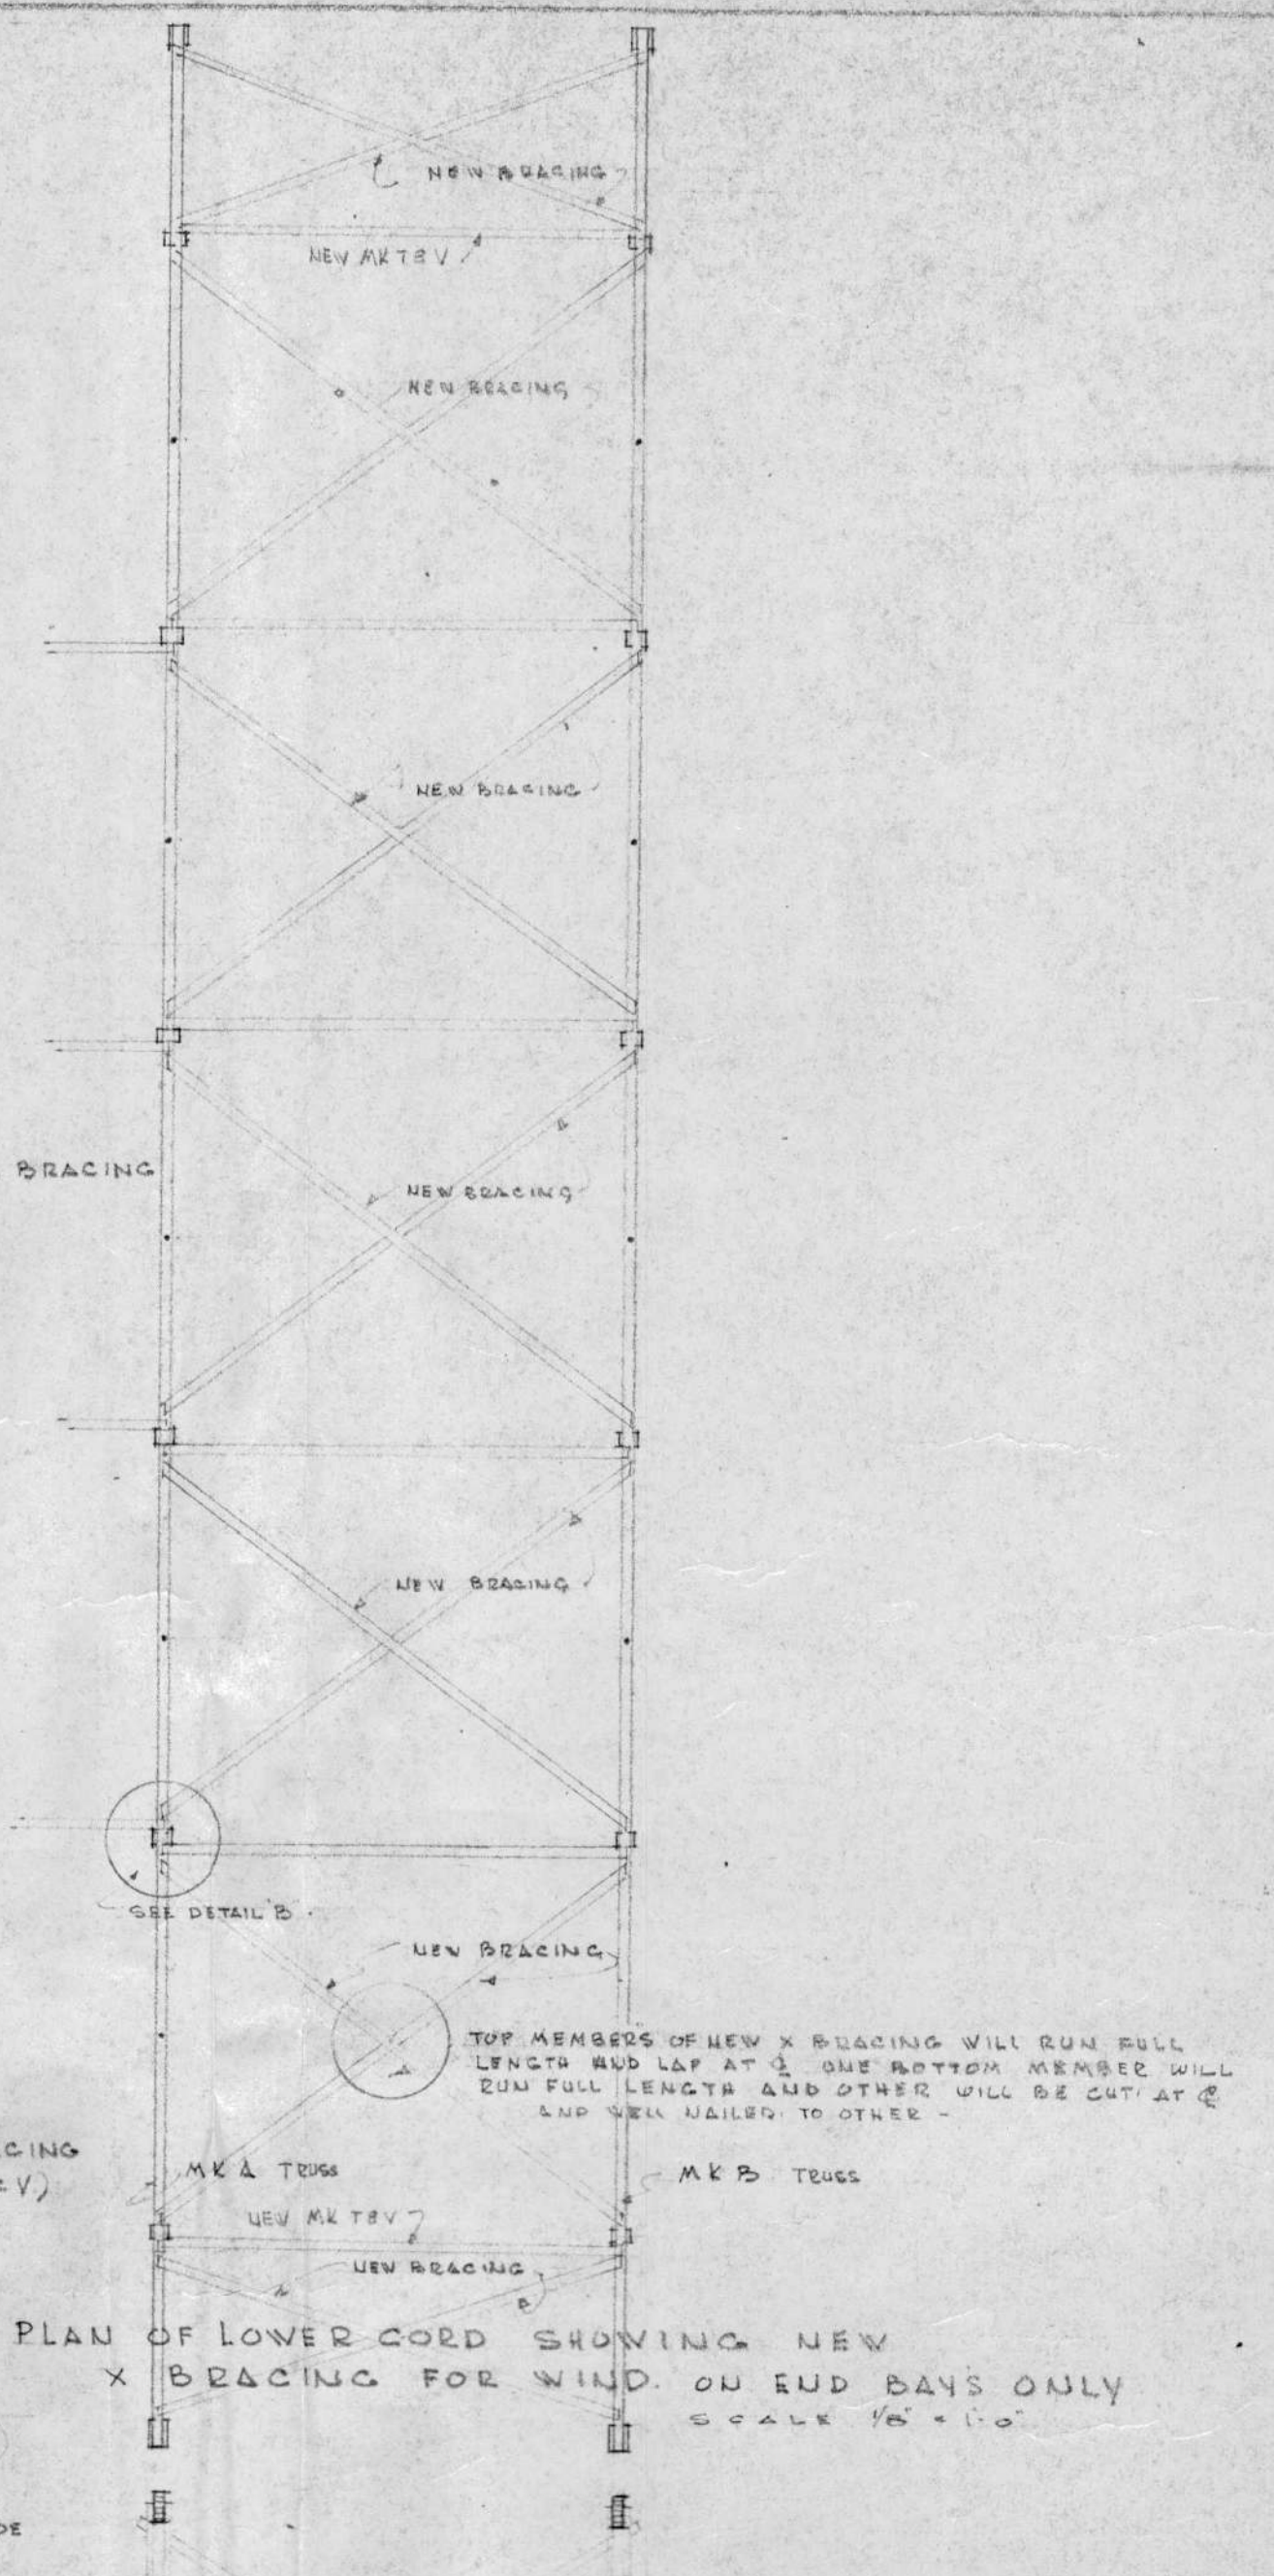 NEW BRACING
NEW MK TBV
NEW BRACING
NEW BRACING
BRACING
NEW BRACING
NEW BRACING
SEE DETAIL B.
NEW BRACING
TOP MEMBERS OF NEW X BRACING WILL RUN FULL
LENGTH AND LAP AT ℄ ONE BOTTOM MEMBER WILL
RUN FULL LENGTH AND OTHER WILL BE CUT AT ℄
AND WELL NAILED TO OTHER -
CING
V)
MK A TRUSS
MK B TRUSS
NEW MK TBV
NEW BRACING
PLAN OF LOWER CORD SHOWING NEW
X BRACING FOR WIND. ON END BAYS ONLY
SCALE 1/8" = 1'-0"
DE